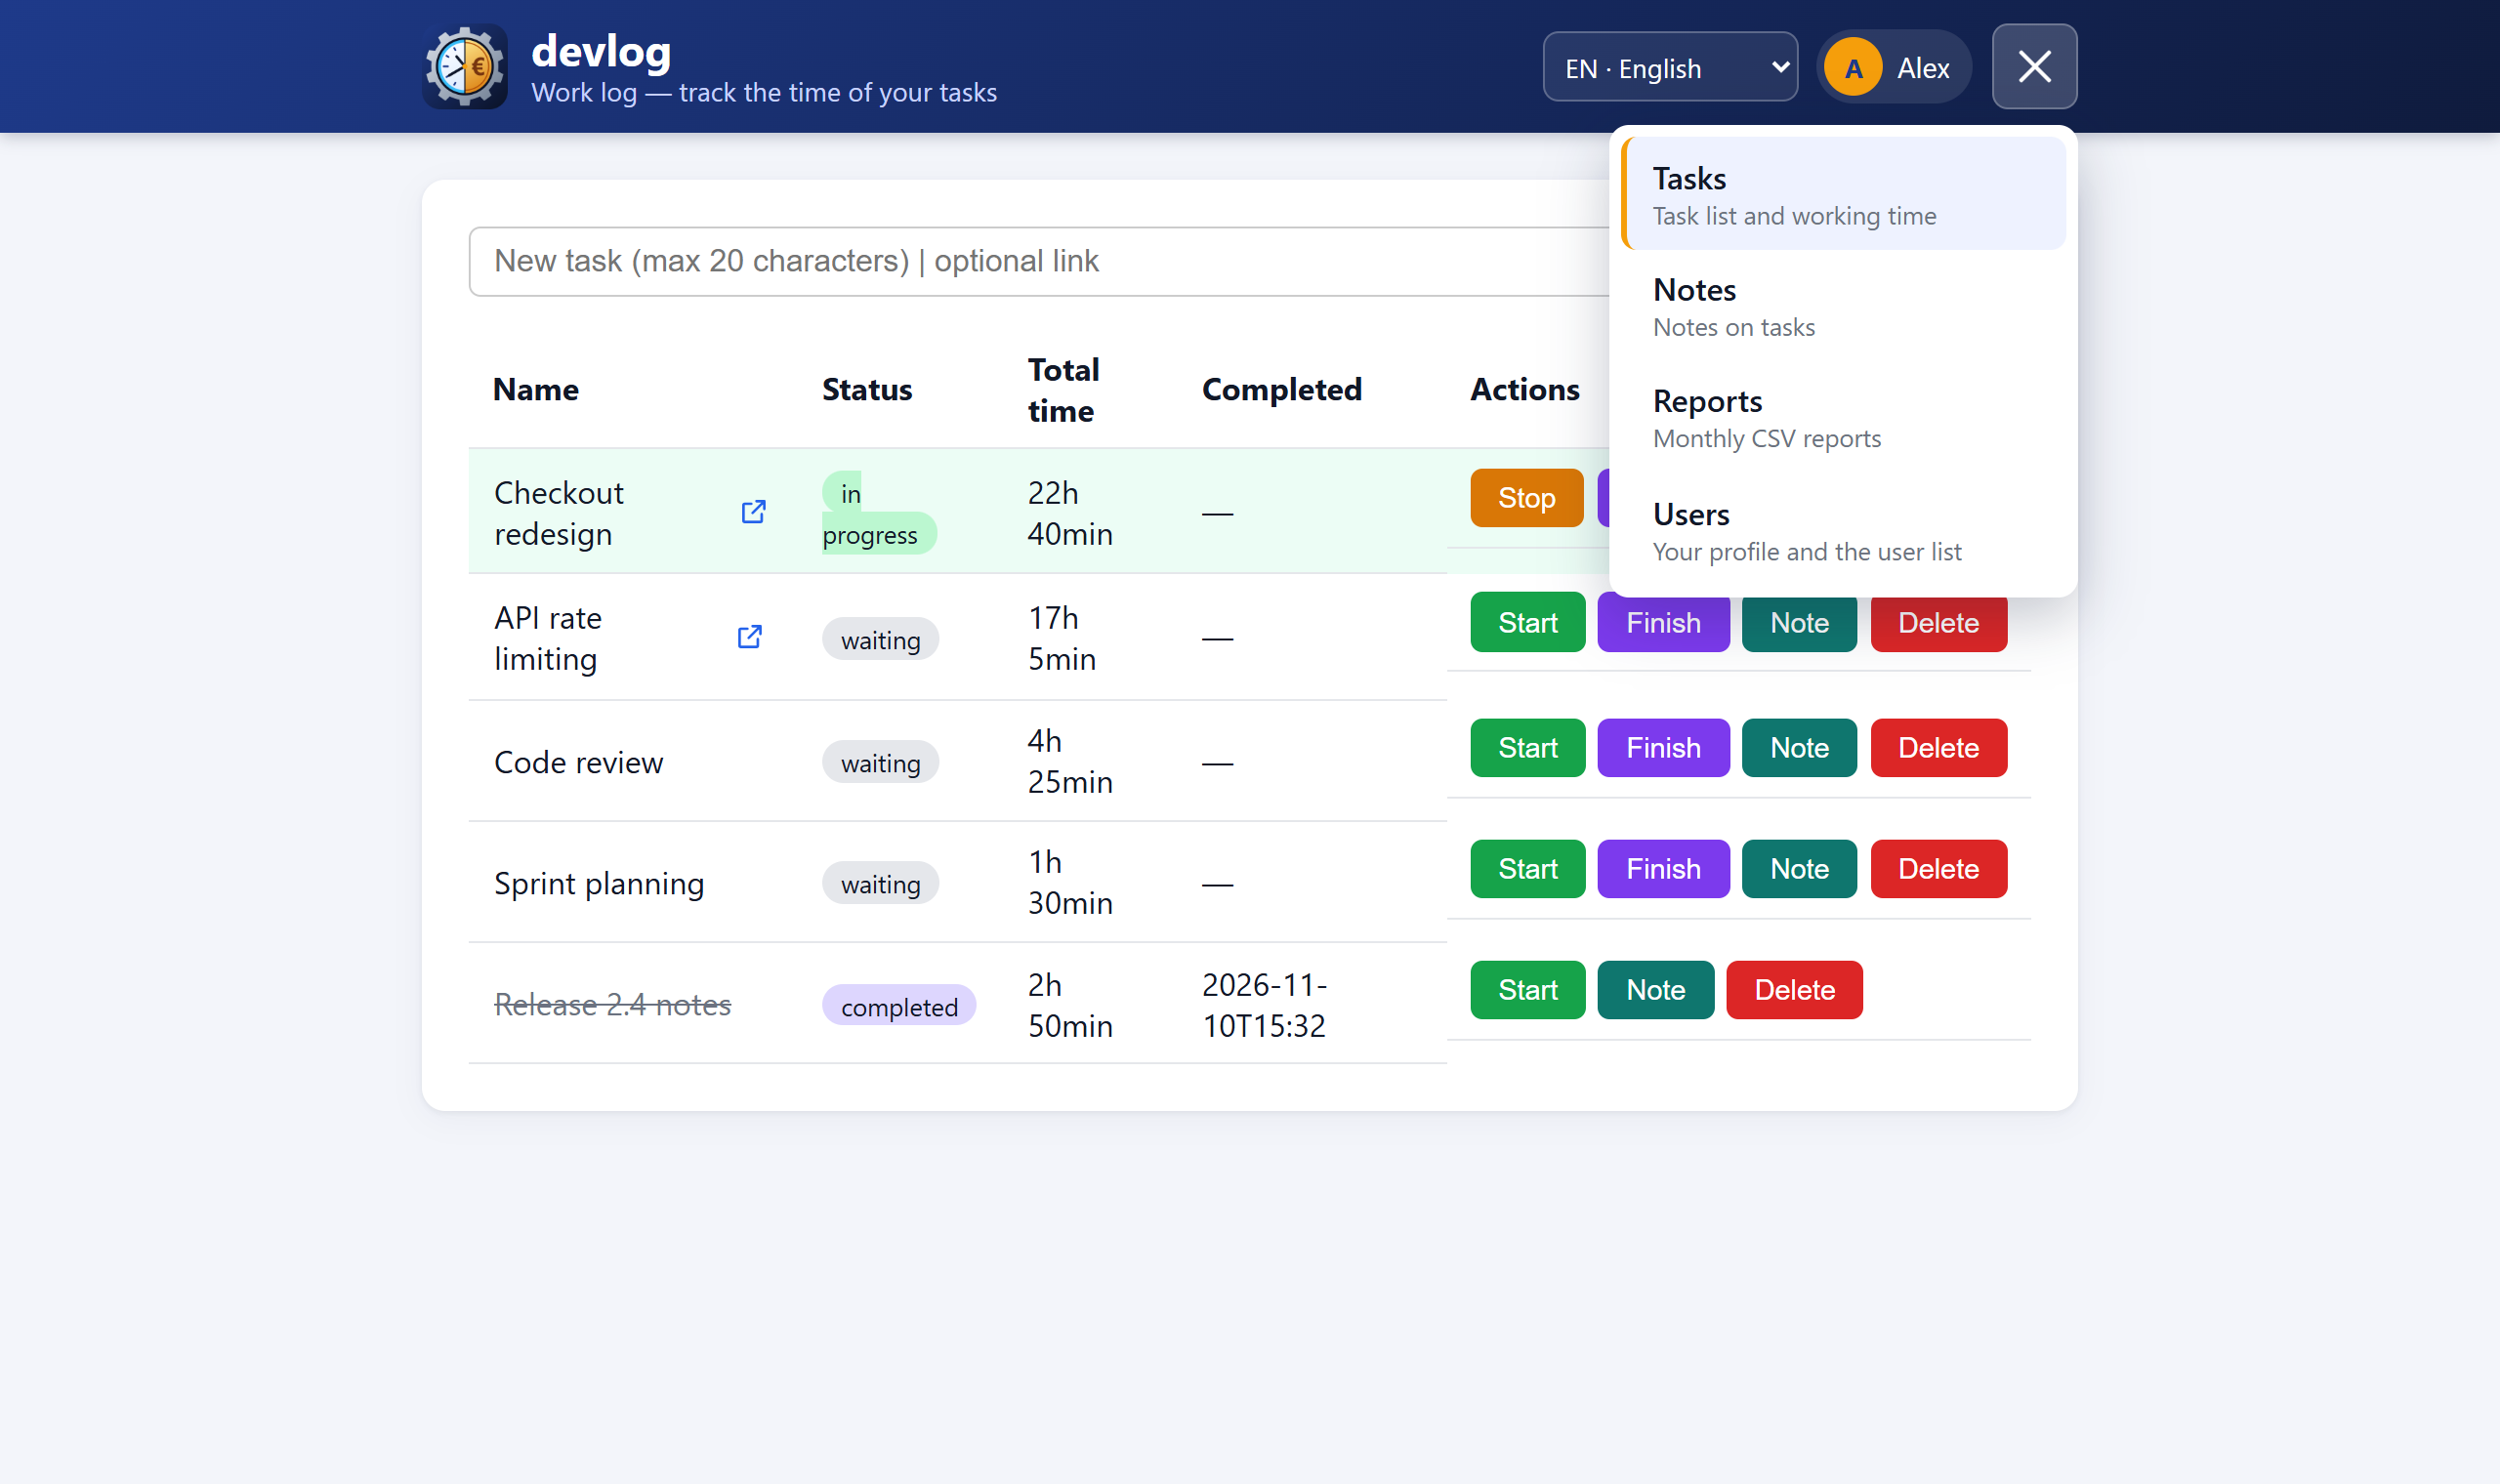 €
devlog
Work log — track the time of your tasks
EN · English
A
Alex
Tasks
Task list and working time
Notes
Notes on tasks
Reports
Monthly CSV reports
Users
Your profile and the user list
New task (max 20 characters) | optional link
Name
Status
Total
time
Completed
Actions
Checkout
redesign
in
progress
22h
40min
—
Stop
API rate
limiting
waiting
17h
5min
—
Start
Finish
Note
Delete
Code review
waiting
4h
25min
—
Start
Finish
Note
Delete
Sprint planning
waiting
1h
30min
—
Start
Finish
Note
Delete
Release 2.4 notes
completed
2h
50min
2026-11-
10T15:32
Start
Note
Delete